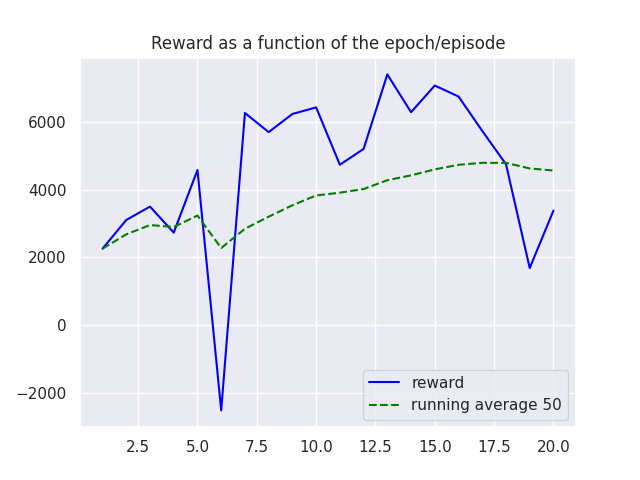 Reward as a function of the epoch/episode
6000
4000
2000
0
−2000
reward
running average 50
2.5 5.0 7.5 10.0 12.5 15.0 17.5 20.0